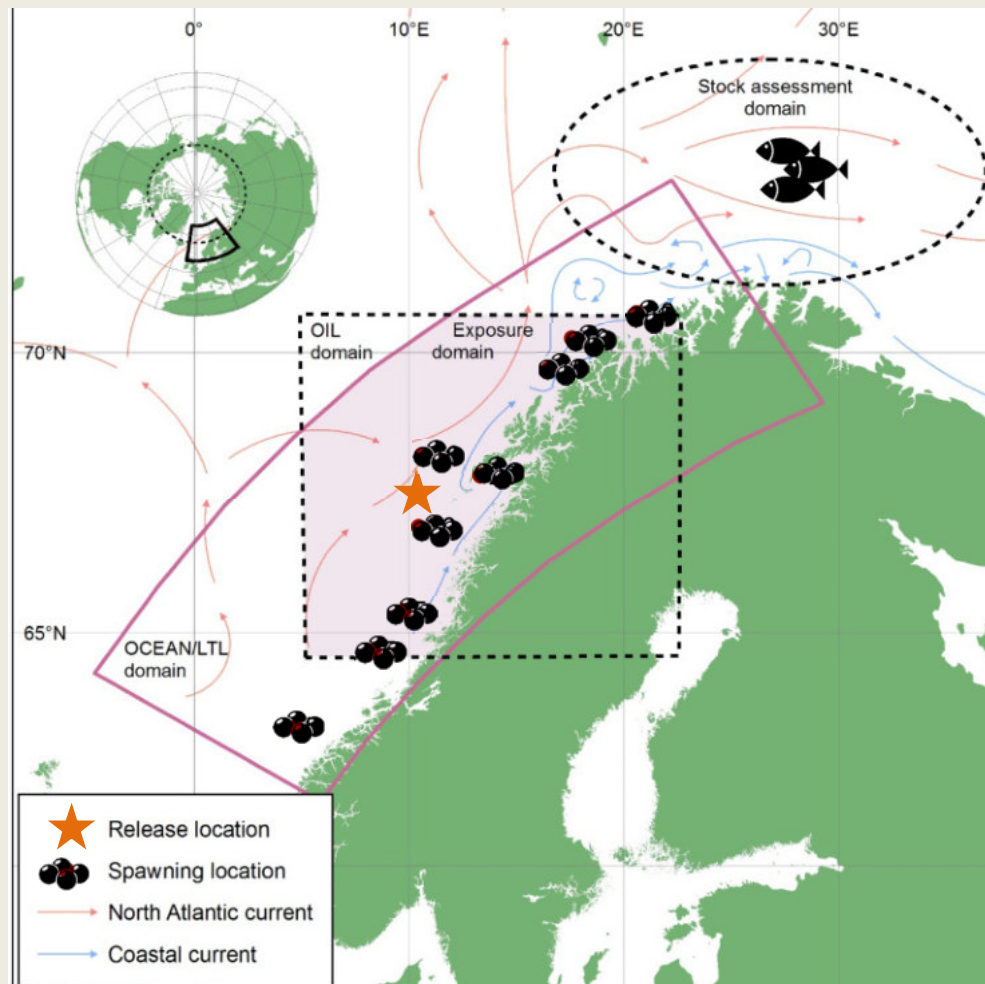 0°
10°E
20°E
30°E
Stock assessment
domain
OIL
domain
Exposure
domain
70°N
65°N
OCEAN/LTL
domain
Release location
Spawning location
North Atlantic current
Coastal current